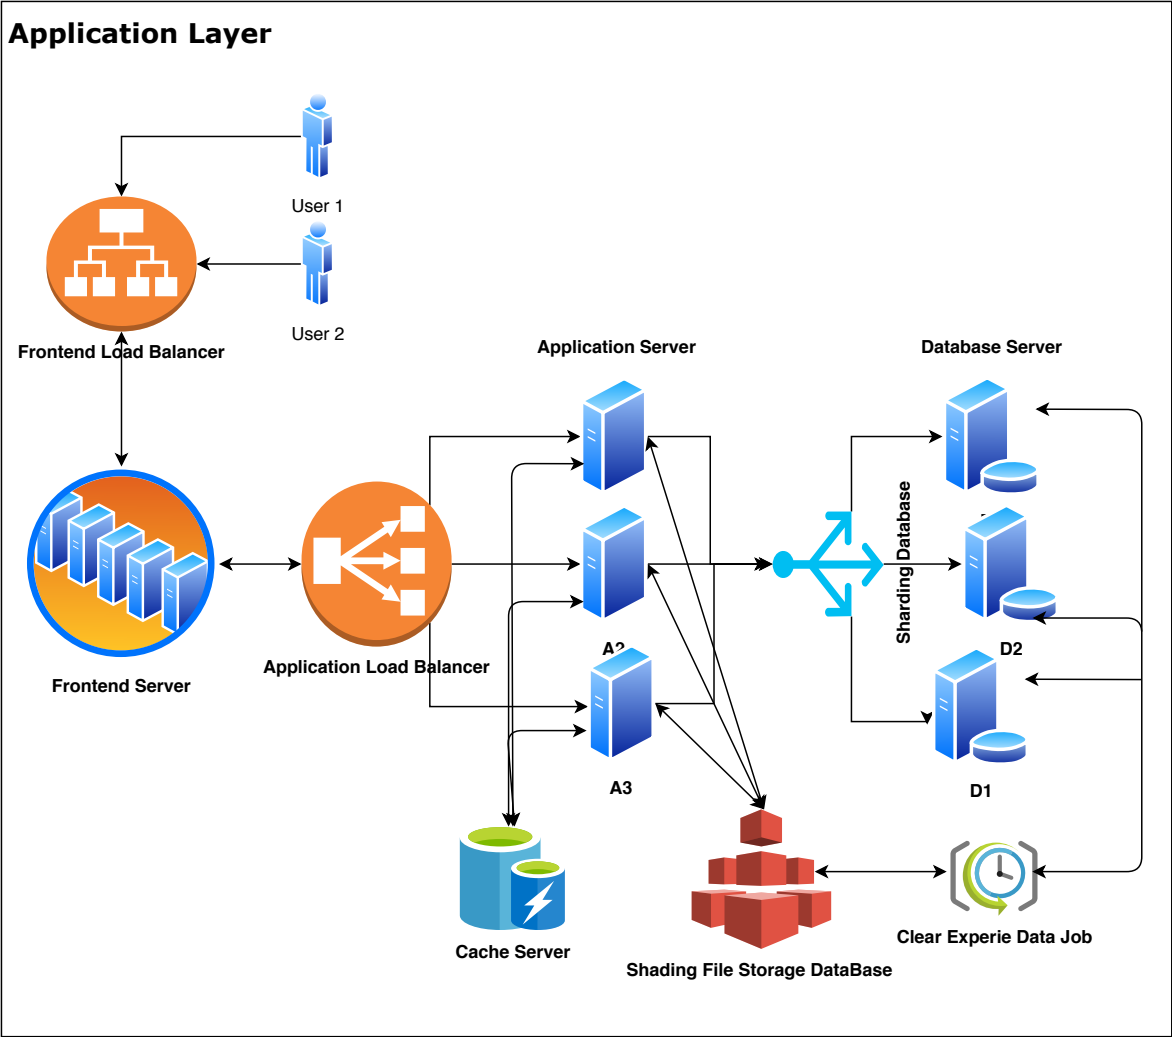 Application Layer
User 1
User 2
Frontend Load Balancer
Application Server
Database Server
Sharding Database
A2
D2
Application Load Balancer
Frontend Server
A3
D1
Clear Experie Data Job
Cache Server
Shading File Storage DataBase